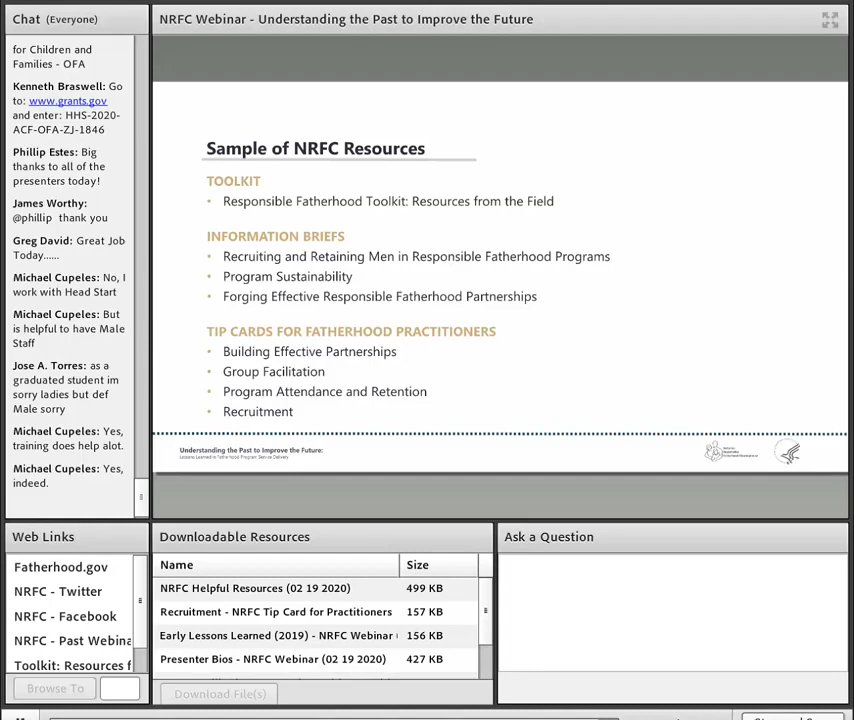 Chat (Everyone)
for Children and
Families - OFA
Kenneth Braswell: Go
to: www.grants.gov
and enter: HHS-2020-
ACF-OFA-ZJ-1846
Phillip Estes: Big
thanks to all of the
presenters today!
James Worthy:
@phillip thank you
Greg David: Great Job
Today......
Michael Cupeles: No, I
work with Head Start
Michael Cupeles: But
is helpful to have Male
Staff
Jose A. Torres: as a
graduated student im
sorry ladies but def
Male sorry
Michael Cupeles: Yes,
training does help alot.
Michael Cupeles: Yes,
indeed.
NRFC Webinar - Understanding the Past to Improve the Future
Sample of NRFC Resources
TOOLKIT
• Responsible Fatherhood Toolkit: Resources from the Field
INFORMATION BRIEFS
• Recruiting and Retaining Men in Responsible Fatherhood Programs
• Program Sustainability
• Forging Effective Responsible Fatherhood Partnerships
TIP CARDS FOR FATHERHOOD PRACTITIONERS
• Building Effective Partnerships
• Group Facilitation
• Program Attendance and Retention
• Recruitment
Understanding the Past to Improve the Future:
Lessons Learned in Fatherhood Program Service Delivery
Web Links
Fatherhood.gov
NRFC - Twitter
NRFC - Facebook
NRFC - Past Webina
Toolkit: Resources f
Browse To
Downloadable Resources
Name Size
NRFC Helpful Resources (02 19 2020) 499 KB
Recruitment - NRFC Tip Card for Practitioners 157 KB
Early Lessons Learned (2019) - NRFC Webinar 156 KB
Presenter Bios - NRFC Webinar (02 19 2020) 427 KB
Download File(s)
Ask a Question